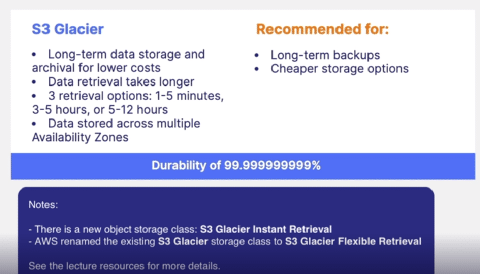 S3 Glacier
• Long-term data storage and
archival for lower costs
• Data retrieval takes longer
• 3 retrieval options: 1-5 minutes,
3-5 hours, or 5-12 hours
• Data stored across multiple
Availability Zones
Recommended for:
• Long-term backups
• Cheaper storage options
Durability of 99.999999999%
Notes:
- There is a new object storage class: S3 Glacier Instant Retrieval
- AWS renamed the existing S3 Glacier storage class to S3 Glacier Flexible Retrieval
See the lecture resources for more details.